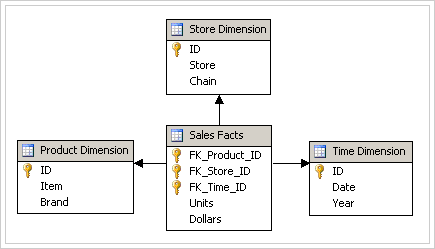 Store Dimension
ID
Store
Chain
Product Dimension
ID
Item
Brand
Sales Facts
FK_Product_ID
FK_Store_ID
FK_Time_ID
Units
Dollars
Time Dimension
ID
Date
Year